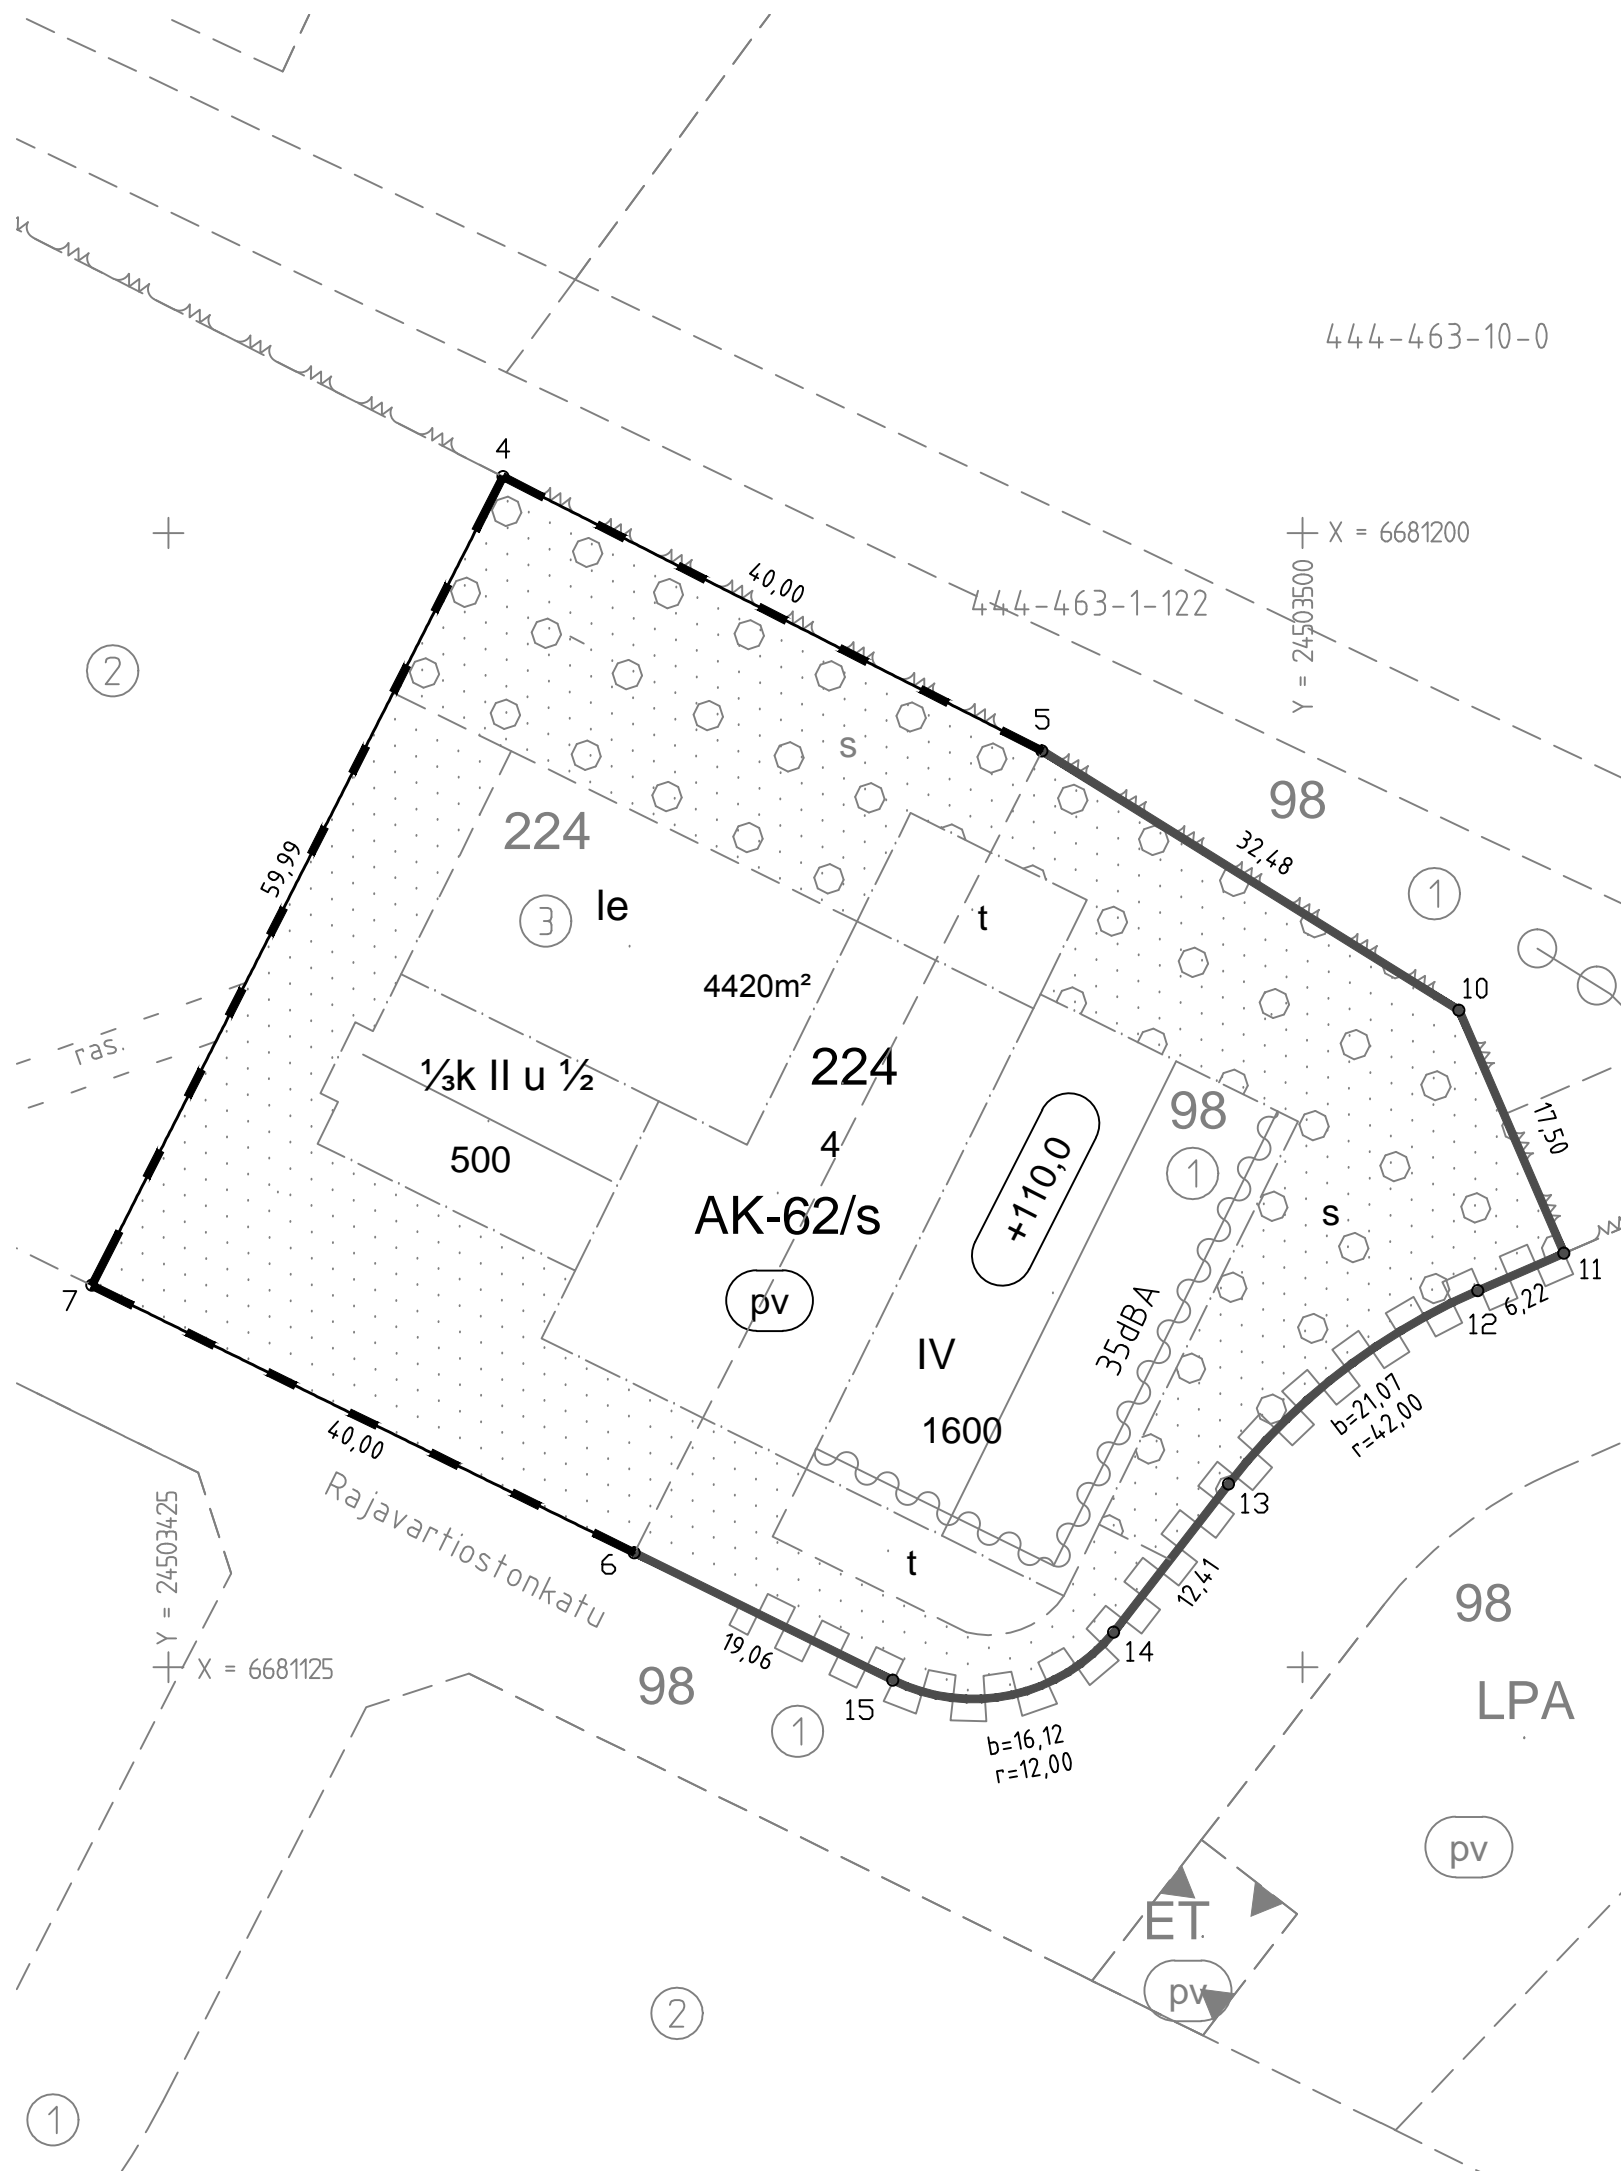 444-463-10-0
4
X = 6681200
Y = 24503500
40,00
444-463-1-122
2
5
s
98
224
32,48
59,99
1
le
3
t
10
4420m²
ras.
224
⅓k II u ½
98
17,50
4
+110,0
500
1
AK-62/s
s
11
7
pv
6,22
12
35dBA
IV
b=21,07
r=42,00
40,00
1600
Rajavartiostonkatu
13
Y = 24503425
6
t
12,41
98
14
19,06
X = 6681125
98
15
LPA
1
b=16,12
r=12,00
pv
ET
pv
2
1